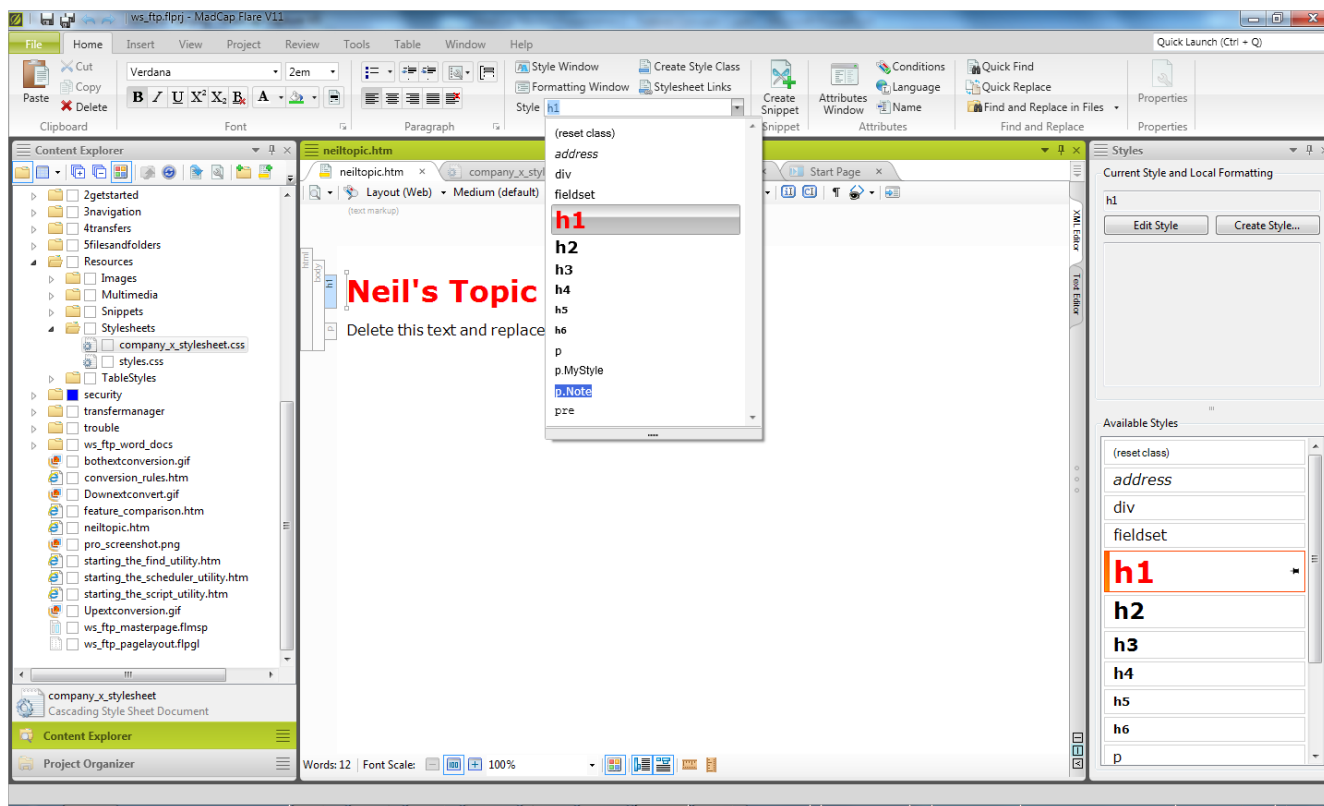 ws_ftp.flprj - MadCap Flare V11
File Home Insert View Project Review Tools Table Window Help Quick Launch (Ctrl + Q)
Paste
Cut
Copy
Delete
Clipboard
Verdana 2em
B I U X² X₂ A
Font
Paragraph
Style Window Create Style Class
Formatting Window Stylesheet Links
Style h1
Create Snippet
Snippet
Attributes Window
Conditions
Language
Name
Attributes
Quick Find
Quick Replace
Find and Replace in Files
Find and Replace
Properties
Properties
Content Explorer
2getstarted
3navigation
4transfers
5filesandfolders
Resources
Images
Multimedia
Snippets
Stylesheets
company_x_stylesheet.css
styles.css
TableStyles
security
transfermanager
trouble
ws_ftp_word_docs
bothextconversion.gif
conversion_rules.htm
Downextconvert.gif
feature_comparison.htm
neiltopic.htm
pro_screenshot.png
starting_the_find_utility.htm
starting_the_scheduler_utility.htm
starting_the_script_utility.htm
Upextconversion.gif
ws_ftp_masterpage.flmsp
ws_ftp_pagelayout.flpgl
company_x_stylesheet
Cascading Style Sheet Document
Content Explorer
Project Organizer
neiltopic.htm
neiltopic.htm company_x_styl Start Page
Layout (Web) Medium (default)
(text markup)
html
body
h1
p
Neil's Topic
Delete this text and replace
(reset class)
address
div
fieldset
h1
h2
h3
h4
h5
h6
p
p.MyStyle
p.Note
pre
XML Editor
Text Editor
Words: 12 Font Scale: 100 100%
Styles
Current Style and Local Formatting
h1
Edit Style Create Style...
Available Styles
(reset class)
address
div
fieldset
h1
h2
h3
h4
h5
h6
p